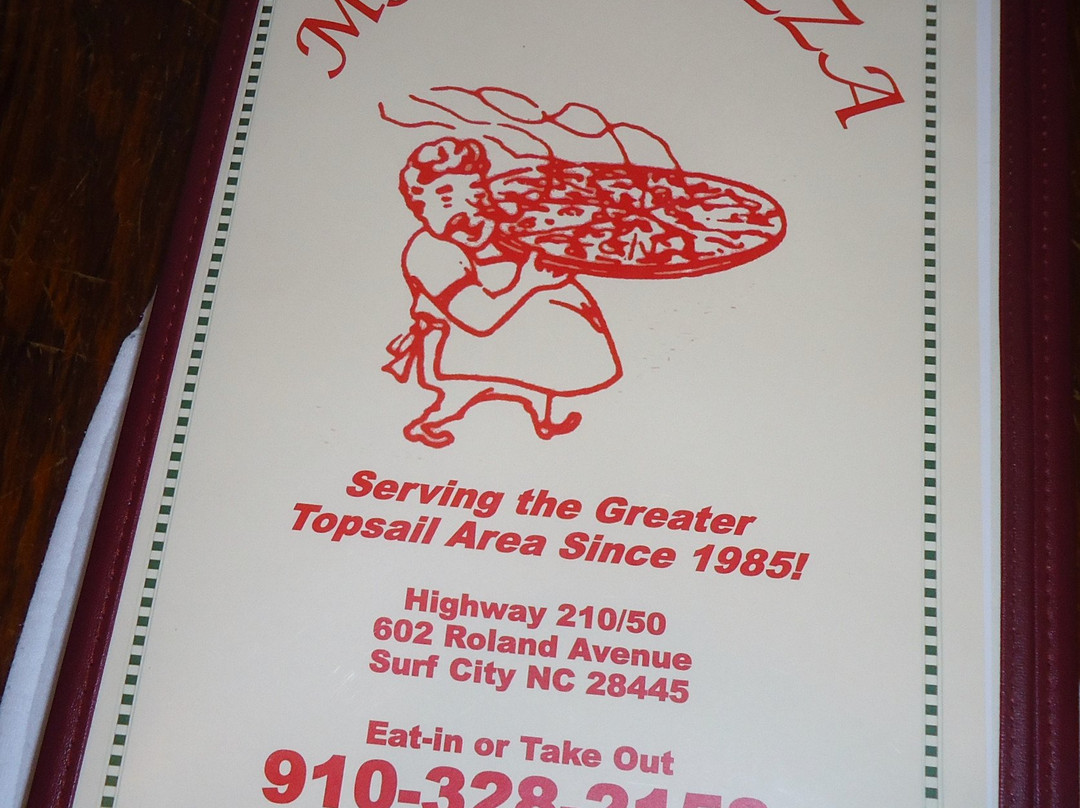 Serving the Greater
Topsail Area Since 1985!
Highway 210/50
602 Roland Avenue
Surf City NC 28445
Eat-in or Take Out